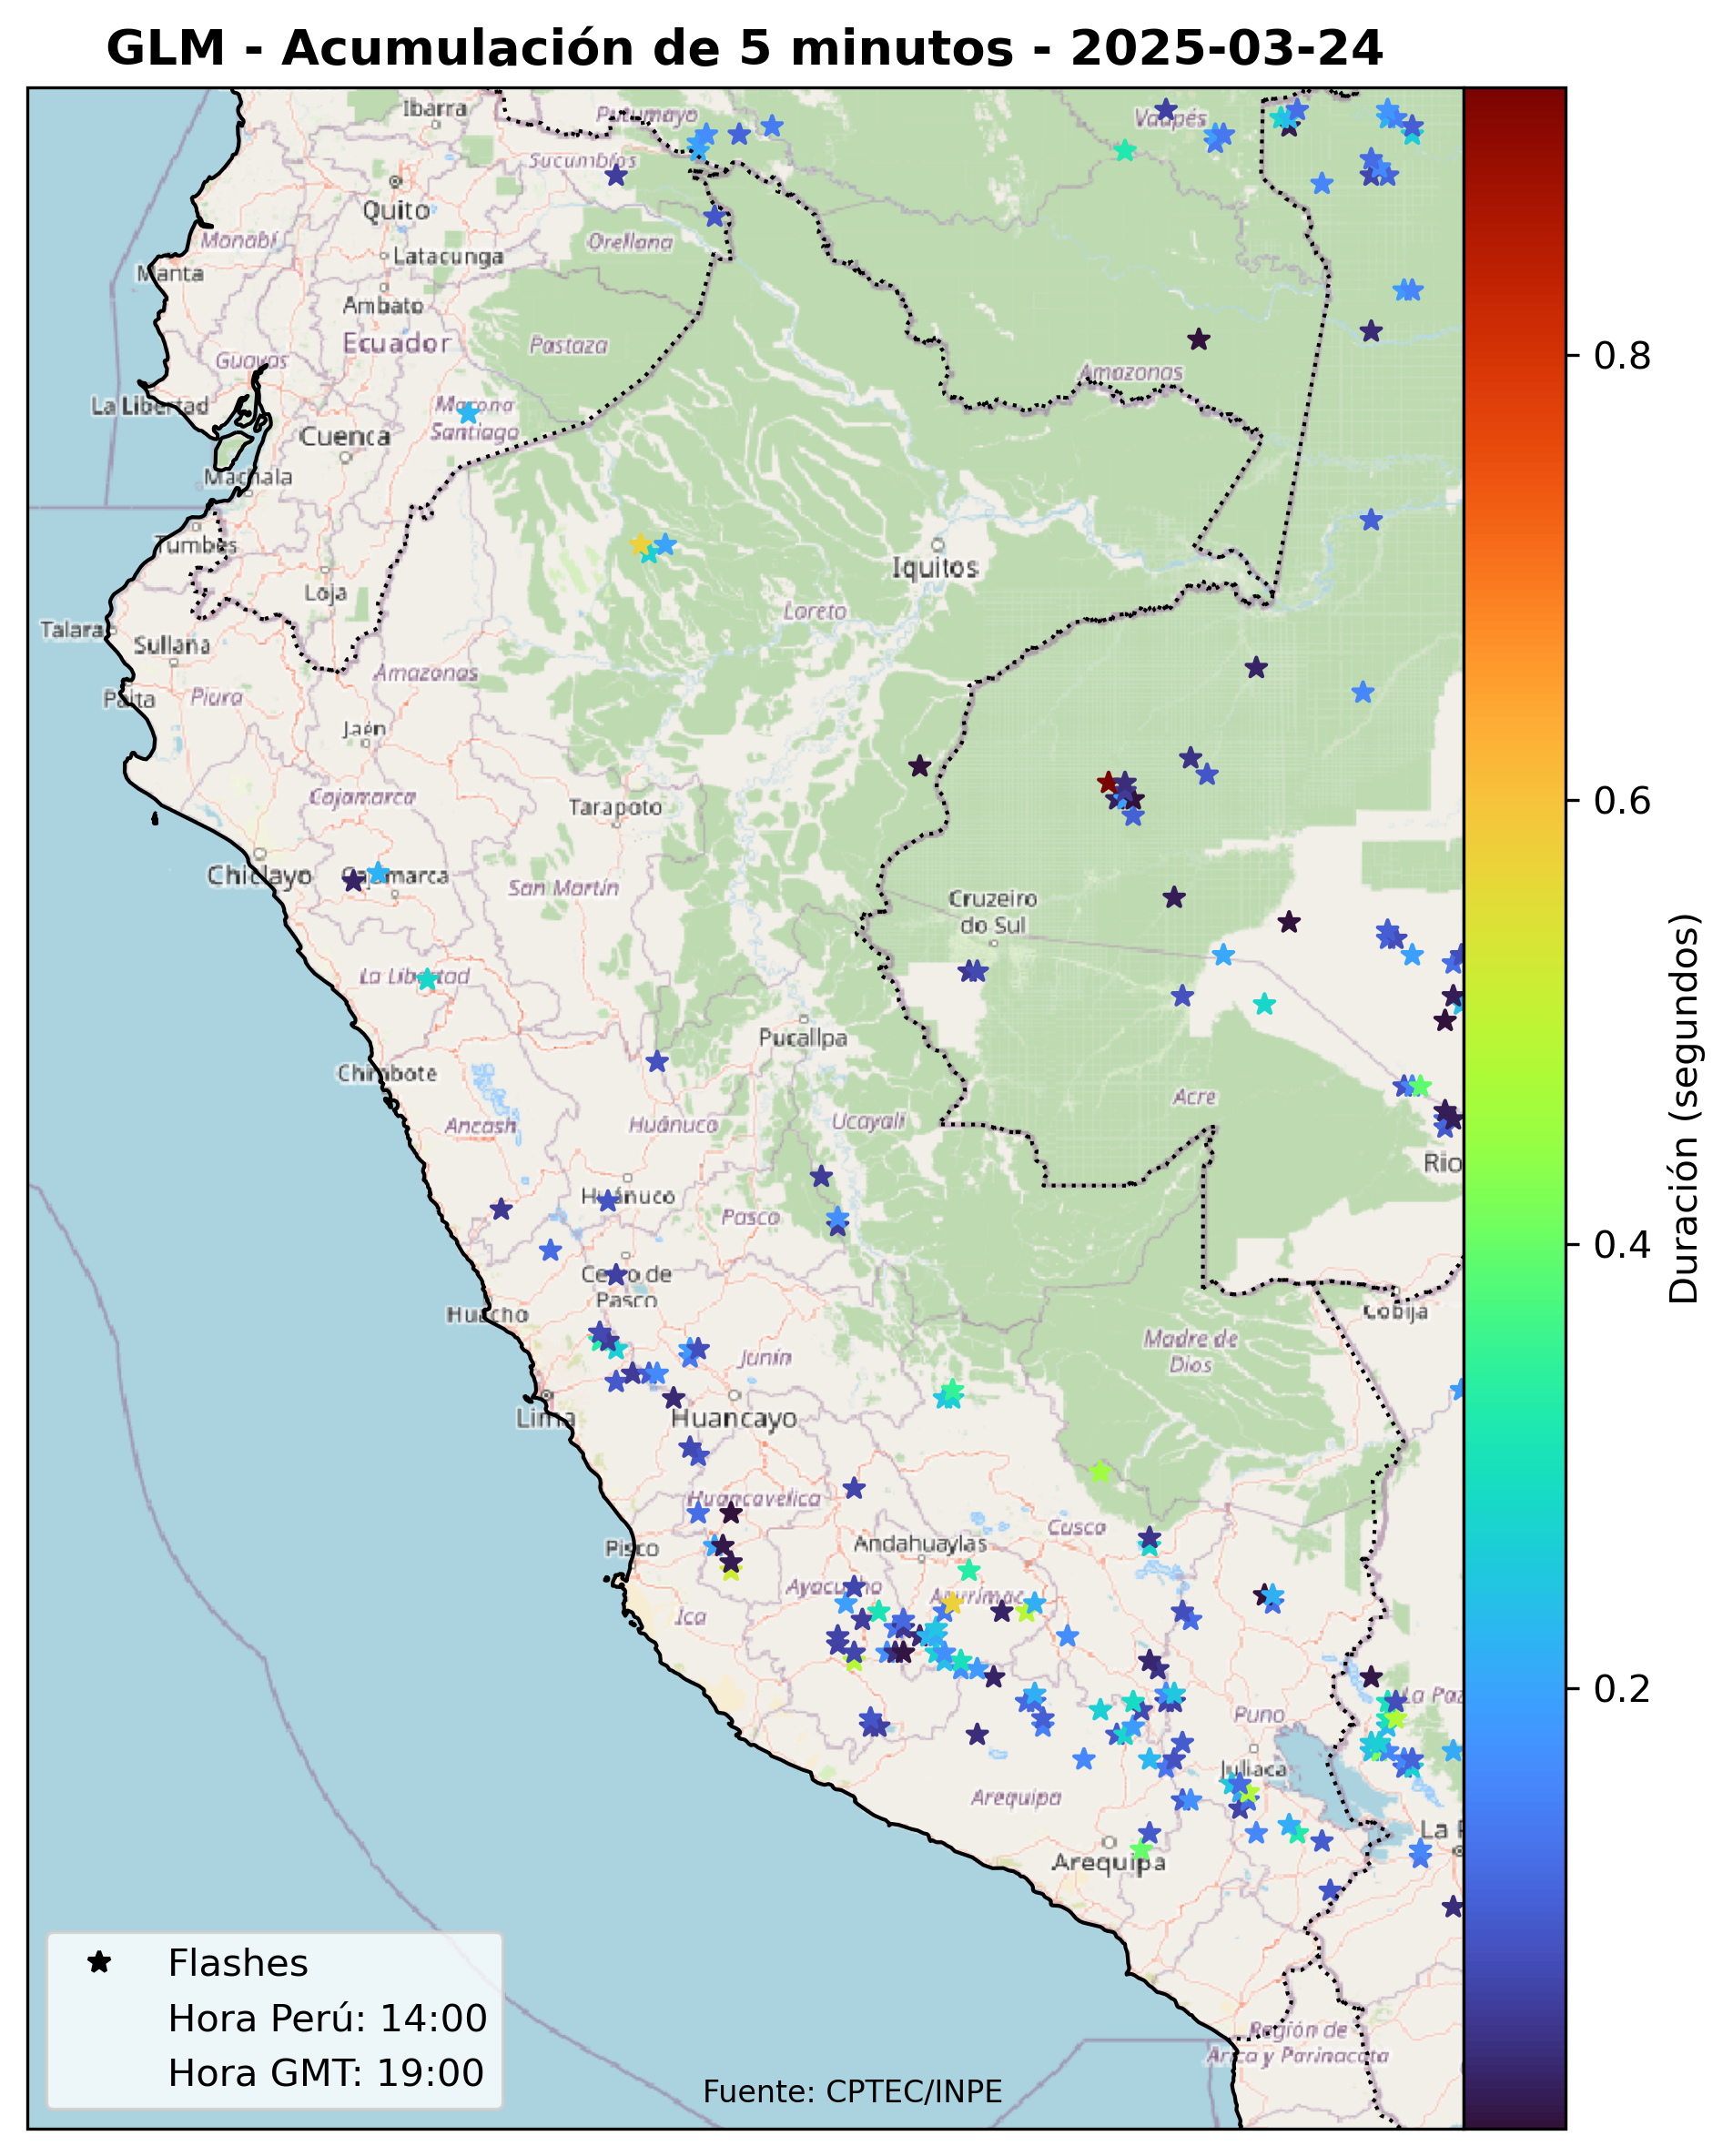 GLM - Acumulación de 5 minutos - 2025-03-24
Ibarra
Putumayo
Vaupés
Sucumbíos
Quito
Manabí
Orellana
Latacunga
Manta
Ambato
Ecuador
Pastaza
Guayas
Amazonas
La Libertad
Morona
Santiago
Cuenca
Machala
Tumbes
Iquitos
Loja
Loreto
Talara
Sullana
Amazonas
Paita
Piura
Jaén
Cajamarca
Tarapoto
Chiclayo
Cajamarca
San Martín
Cruzeiro
do Sul
La Libertad
Pucallpa
Chimbote
Acre
Ancash
Huánuco
Ucayali
Rio
Huánuco
Pasco
Cerro de
Pasco
Huacho
Cobija
Madre de
Dios
Junín
Lima
Huancayo
Huancavelica
Cusco
Pisco
Andahuaylas
Ayacucho
Apurímac
Ica
La Paz
Puno
Juliaca
Arequipa
La P
Arequipa
Región de
Arica y Parinacota
Flashes
Hora Perú: 14:00
Hora GMT: 19:00
Fuente: CPTEC/INPE
0.8
0.6
0.4
0.2
Duración (segundos)